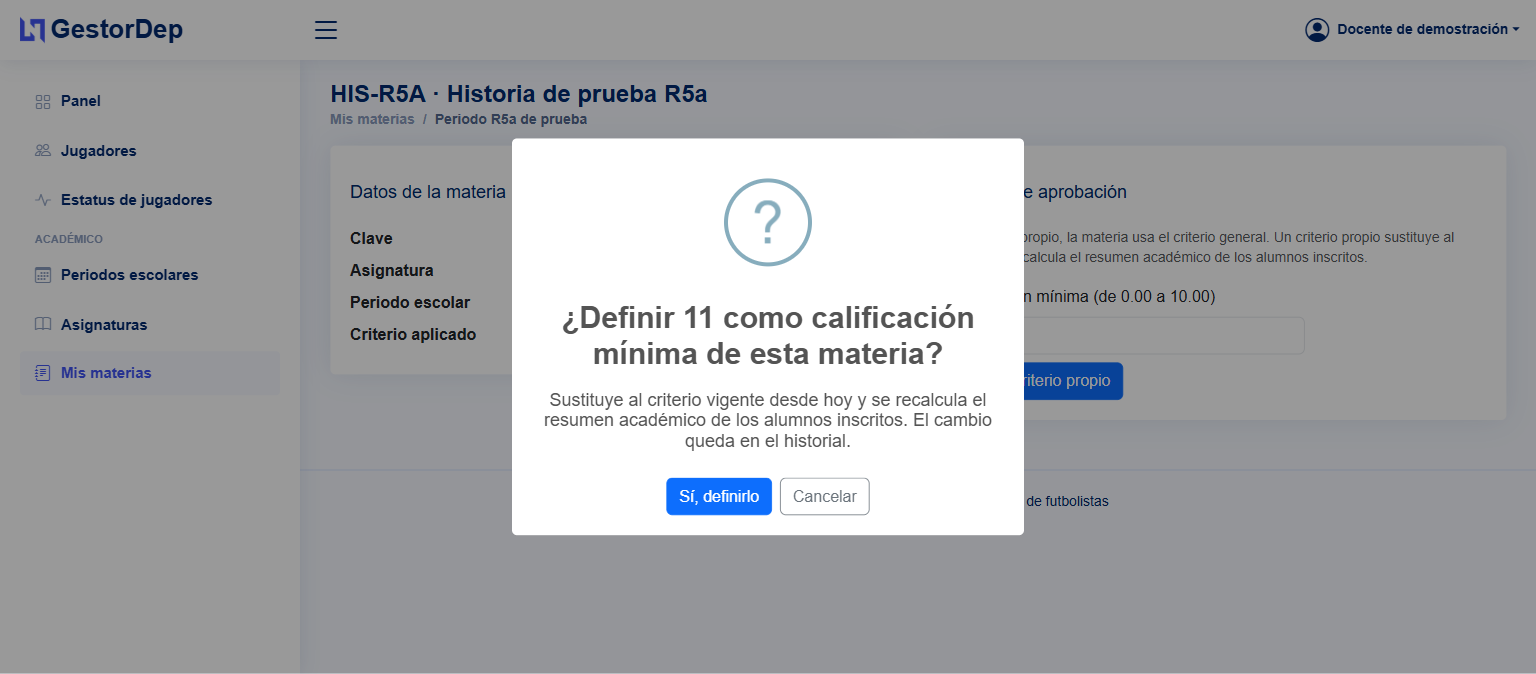 GestorDep
Docente de demostración
Panel
Jugadores
Estatus de jugadores
ACADÉMICO
Periodos escolares
Asignaturas
Mis materias
HIS-R5A · Historia de prueba R5a
Mis materias / Periodo R5a de prueba
Datos de la materia
Clave
Asignatura
Periodo escolar
Criterio aplicado
e aprobación
propio, la materia usa el criterio general. Un criterio propio sustituye al
calcula el resumen académico de los alumnos inscritos.
n mínima (de 0.00 a 10.00)
riterio propio
?
¿Definir 11 como calificación
mínima de esta materia?
Sustituye al criterio vigente desde hoy y se recalcula el
resumen académico de los alumnos inscritos. El cambio
queda en el historial.
Sí, definirlo
Cancelar
de futbolistas